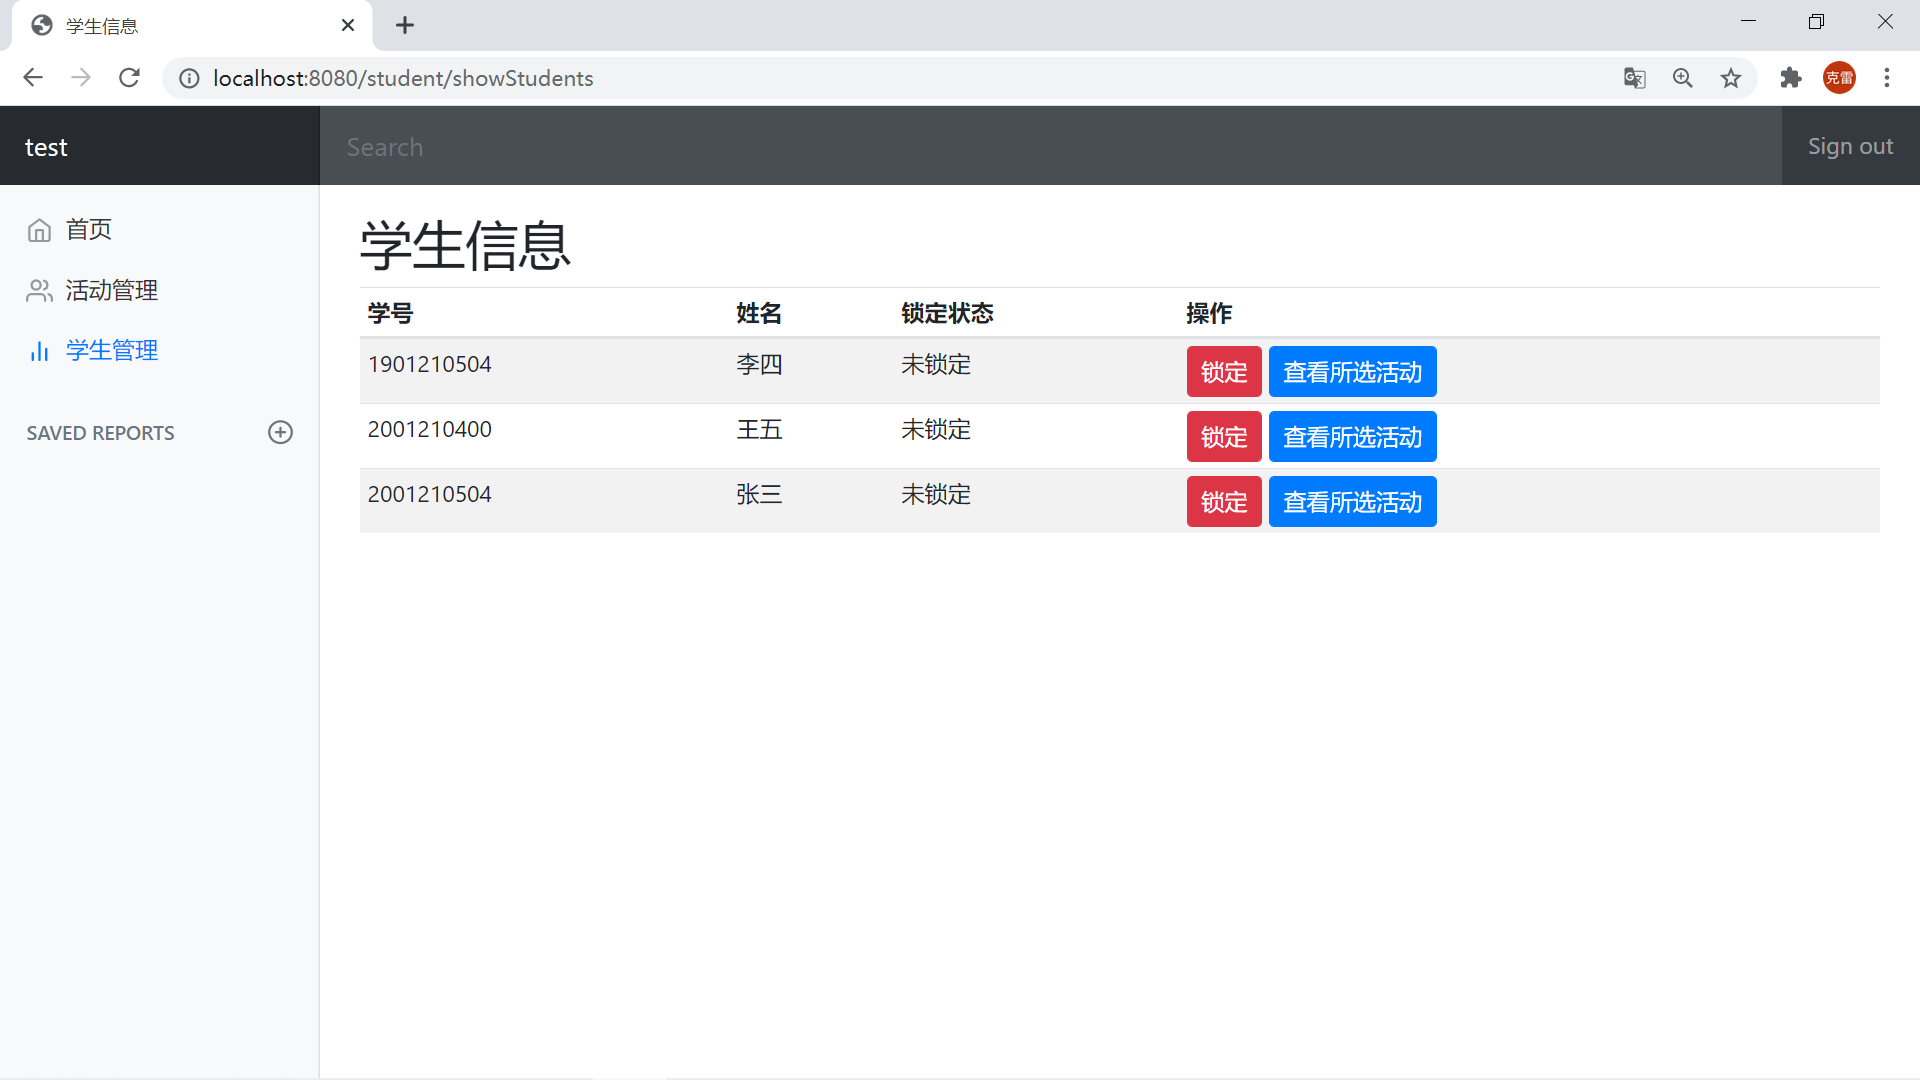 学生信息
localhost:8080/student/showStudents
克雷
test
Search
Sign out
首页
活动管理
学生管理
SAVED REPORTS
学生信息
学号 姓名 锁定状态 操作
1901210504 李四 未锁定 锁定 查看所选活动
2001210400 王五 未锁定 锁定 查看所选活动
2001210504 张三 未锁定 锁定 查看所选活动